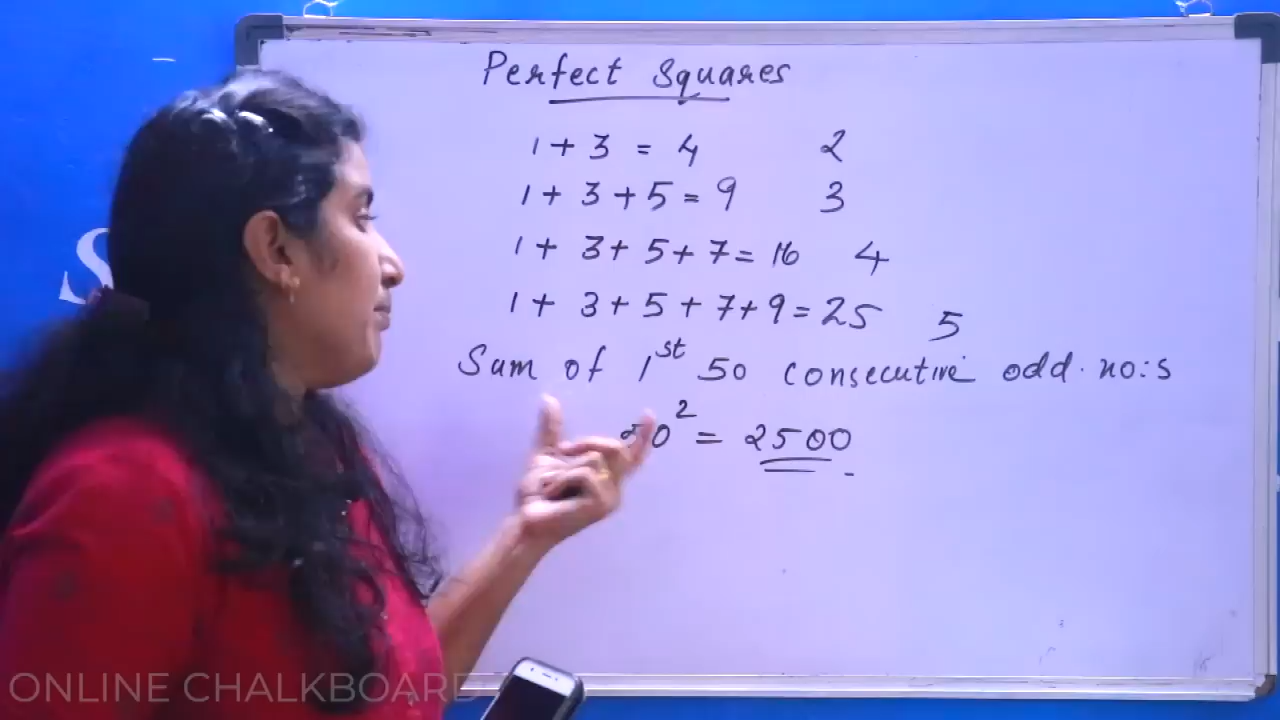 Perfect Squares
1 + 3 = 4 2
1 + 3 + 5 = 9 3
1 + 3 + 5 + 7 = 16 4
1 + 3 + 5 + 7 + 9 = 25 5
Sum of 1st 50 consecutive odd. no:s
50² = 2500
S
ONLINE CHALKBOARD